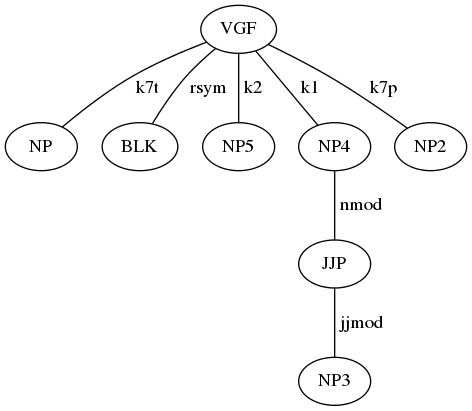 VGF
k7t rsym k2 k1 k7p
NP BLK NP5 NP4 NP2
nmod
JJP
jjmod
NP3